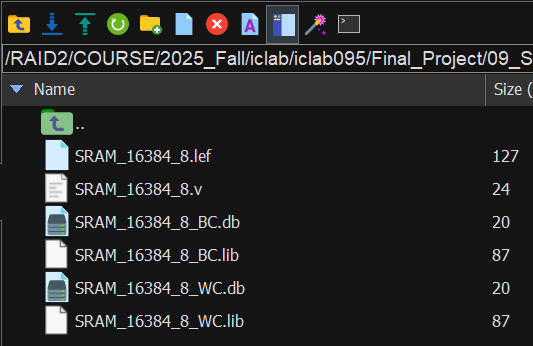 /RAID2/COURSE/2025_Fall/iclab/iclab095/Final_Project/09_S
Name Size (
..
SRAM_16384_8.lef 127
SRAM_16384_8.v 24
SRAM_16384_8_BC.db 20
SRAM_16384_8_BC.lib 87
SRAM_16384_8_WC.db 20
SRAM_16384_8_WC.lib 87